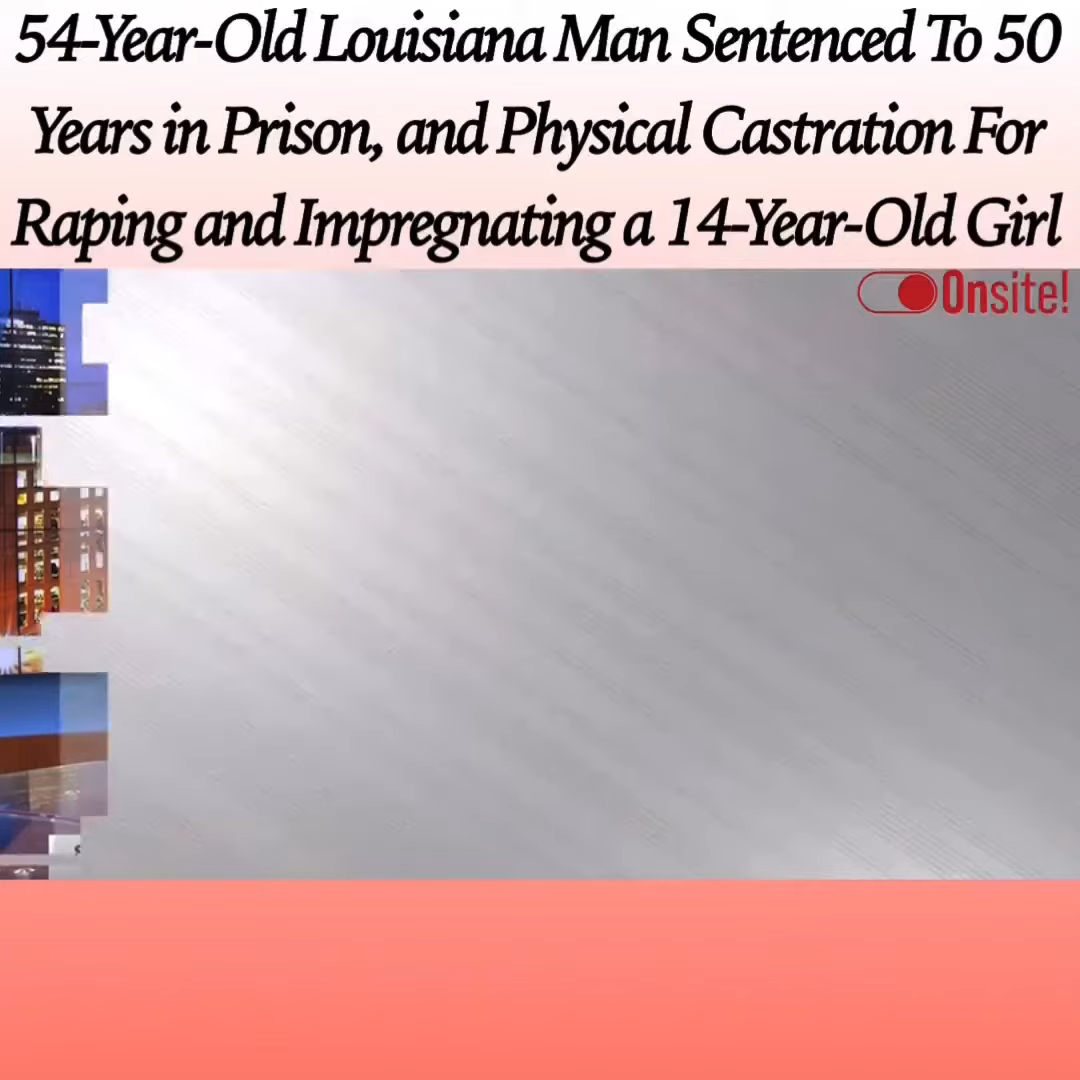 54-Year-Old Louisiana Man Sentenced To 50
Years in Prison, and Physical Castration For
Raping and Impregnating a 14-Year-Old Girl
Onsite!